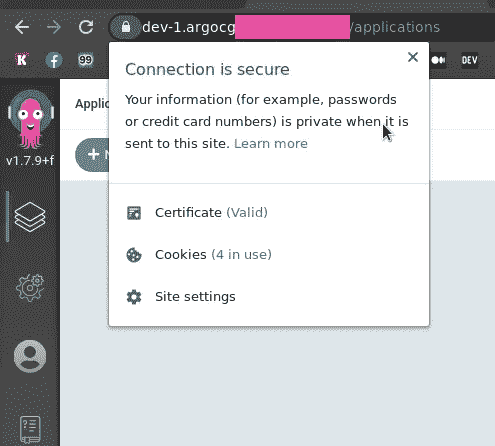 dev-1.argocg /applications
K f 99 DEV
Connection is secure
Your information (for example, passwords
or credit card numbers) is private when it is
sent to this site. Learn more
Applic
v1.7.9+f
+ N
Certificate (Valid)
Cookies (4 in use)
Site settings